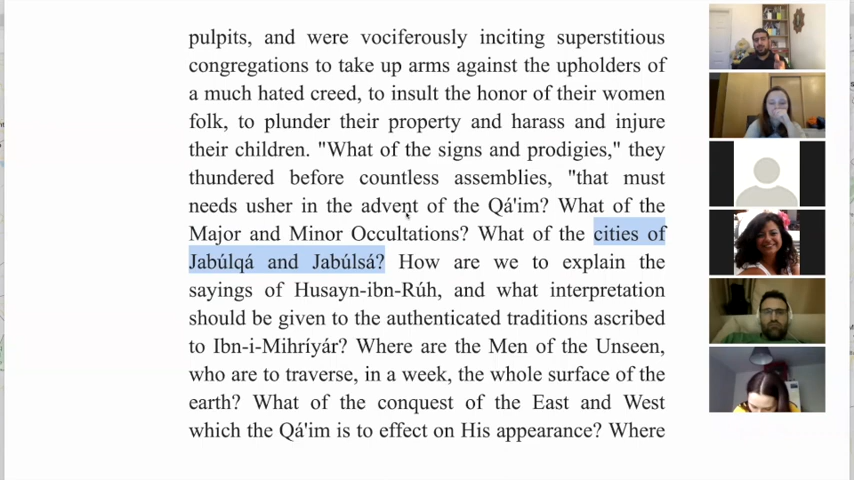 pulpits, and were vociferously inciting superstitious
congregations to take up arms against the upholders of
a much hated creed, to insult the honor of their women
folk, to plunder their property and harass and injure
their children. "What of the signs and prodigies," they
thundered before countless assemblies, "that must
needs usher in the advent of the Qá'im? What of the
Major and Minor Occultations? What of the cities of
Jabúlqá and Jabúlsá? How are we to explain the
sayings of Husayn-ibn-Rúh, and what interpretation
should be given to the authenticated traditions ascribed
to Ibn-i-Mihríyár? Where are the Men of the Unseen,
who are to traverse, in a week, the whole surface of the
earth? What of the conquest of the East and West
which the Qá'im is to effect on His appearance? Where